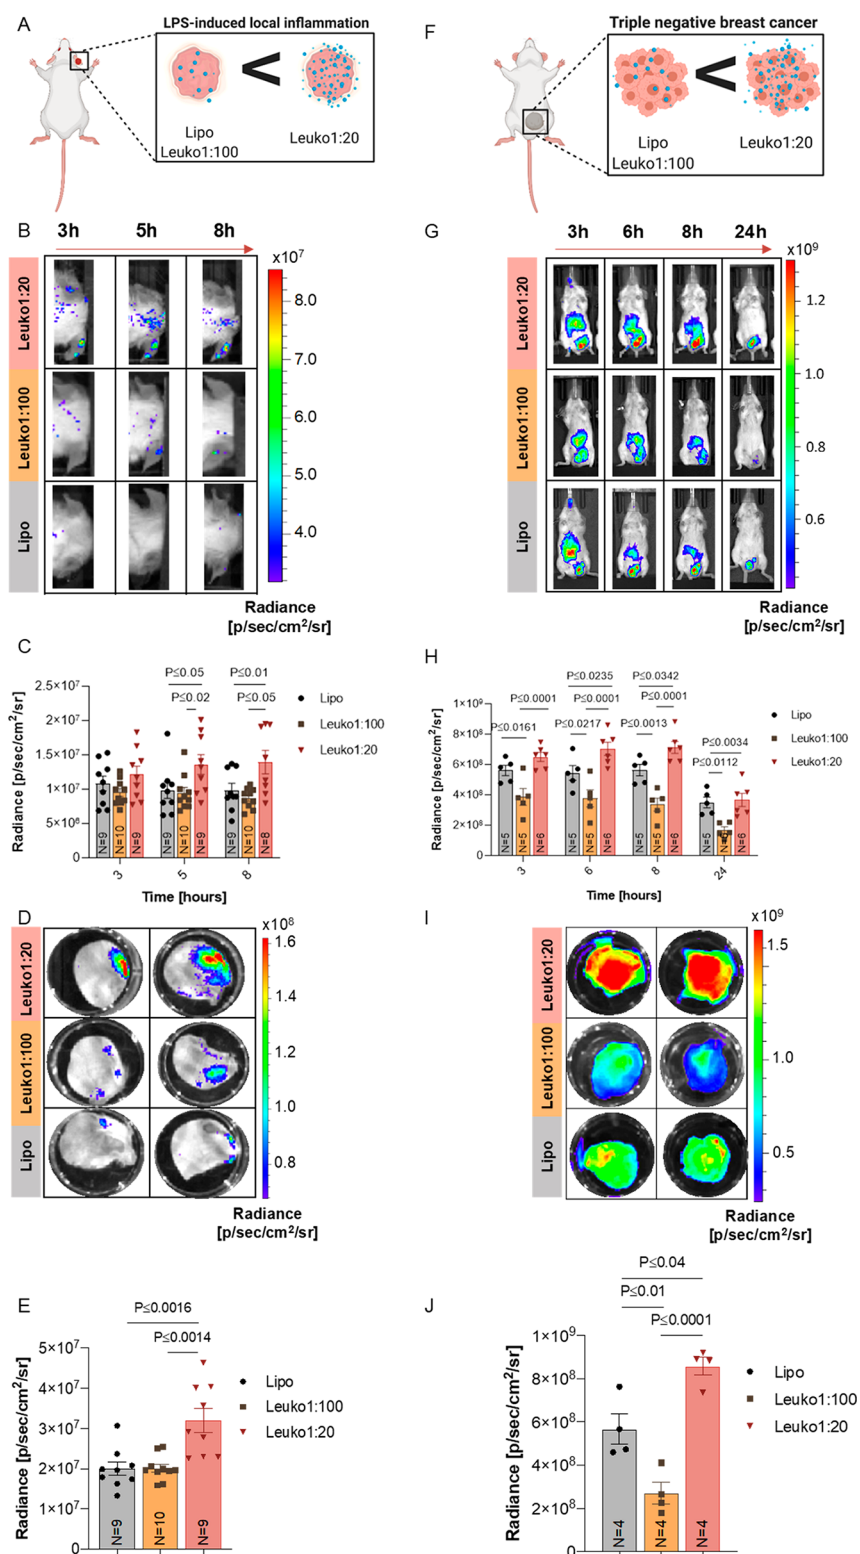 A
LPS-induced local inflammation
<
Lipo
Leuko1:100
Leuko1:20
B
3h
5h
8h
x10⁷
Leuko1:20
Leuko1:100
Lipo
8.0
7.0
6.0
5.0
4.0
Radiance
[p/sec/cm²/sr]
C
Radiance [p/sec/cm²/sr]
2.5×10⁷
2×10⁷
1.5×10⁷
1×10⁷
5×10⁶
0
P≤0.05
P≤0.02
P≤0.01
P≤0.05
Lipo
Leuko1:100
Leuko1:20
N=9
N=10
N=9
N=9
N=10
N=9
N=9
N=10
N=8
3
5
8
Time [hours]
D
x10⁸
Leuko1:20
Leuko1:100
Lipo
1.6
1.4
1.2
1.0
0.8
Radiance
[p/sec/cm²/sr]
E
Radiance [p/sec/cm²/sr]
P≤0.0016
P≤0.0014
5×10⁷
4×10⁷
3×10⁷
2×10⁷
1×10⁷
0
Lipo
Leuko1:100
Leuko1:20
N=9
N=10
N=9
F
Triple negative breast cancer
<
Lipo
Leuko1:100
Leuko1:20
G
3h
6h
8h
24h
x10⁹
Leuko1:20
Leuko1:100
Lipo
1.2
1.0
0.8
0.6
Radiance
[p/sec/cm²/sr]
H
Radiance [p/sec/cm²/sr]
1×10⁹
8×10⁸
6×10⁸
4×10⁸
2×10⁸
0
P≤0.0001
P≤0.0161
P≤0.0235
P≤0.0001
P≤0.0217
P≤0.0342
P≤0.0001
P≤0.0013
P≤0.0034
P≤0.0112
Lipo
Leuko1:100
Leuko1:20
N=5
N=5
N=6
N=5
N=5
N=6
N=5
N=5
N=6
N=5
N=6
3
6
8
24
Time [hours]
I
x10⁹
Leuko1:20
Leuko1:100
Lipo
1.5
1.0
0.5
Radiance
[p/sec/cm²/sr]
J
Radiance [p/sec/cm²/sr]
P≤0.04
P≤0.01
P≤0.0001
1×10⁹
8×10⁸
6×10⁸
4×10⁸
2×10⁸
0
Lipo
Leuko1:100
Leuko1:20
N=4
N=4
N=4